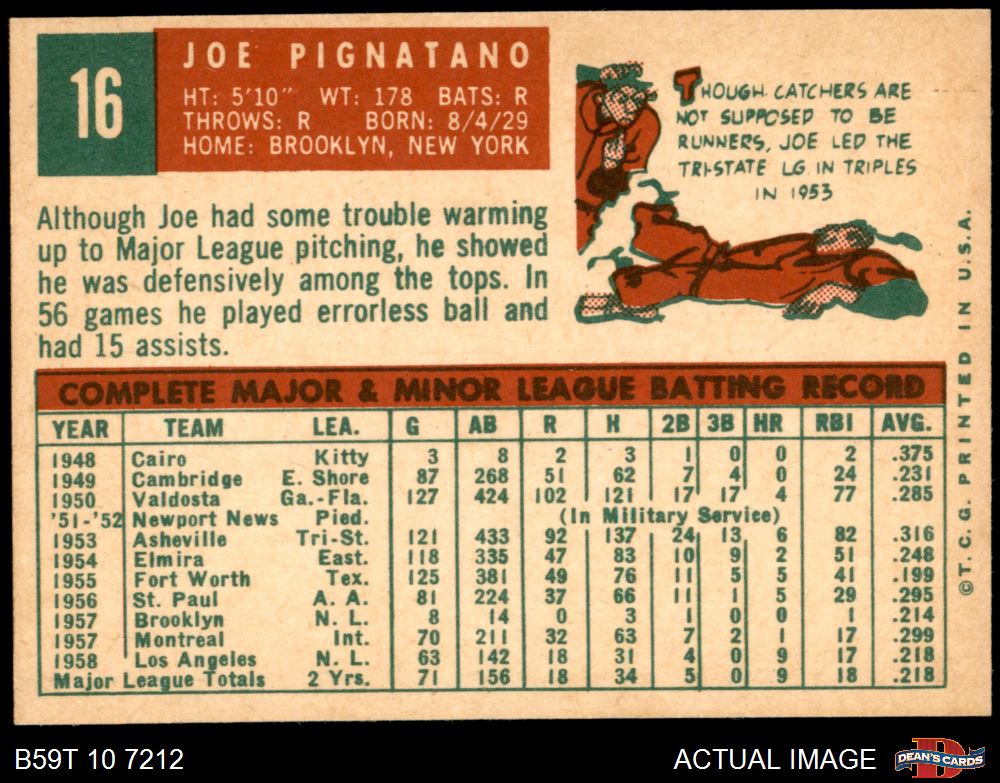 16
JOE PIGNATANO
HT: 5'10" WT: 178 BATS: R
THROWS: R BORN: 8/4/29
HOME: BROOKLYN, NEW YORK
THOUGH CATCHERS ARE
NOT SUPPOSED TO BE
RUNNERS, JOE LED THE
TRI-STATE LG. IN TRIPLES
IN 1953
Although Joe had some trouble warming
up to Major League pitching, he showed
he was defensively among the tops. In
56 games he played errorless ball and
had 15 assists.
COMPLETE MAJOR & MINOR LEAGUE BATTING RECORD
YEAR TEAM LEA. G AB R H 2B 3B HR RBI AVG.
1948 Cairo Kitty 3 8 2 3 1 0 0 2 .375
1949 Cambridge E. Shore 87 268 51 62 7 4 0 24 .231
1950 Valdosta Ga.-Fla. 127 424 102 121 17 17 4 77 .285
'51-'52 Newport News Pied. (In Military Service)
1953 Asheville Tri-St. 121 433 92 137 24 13 6 82 .316
1954 Elmira East. 118 335 47 83 10 9 2 51 .248
1955 Fort Worth Tex. 125 381 49 76 11 5 5 41 .199
1956 St. Paul A. A. 81 224 37 66 11 1 5 29 .295
1957 Brooklyn N. L. 8 14 0 3 1 0 0 1 .214
1957 Montreal Int. 70 211 32 63 7 2 1 17 .299
1958 Los Angeles N. L. 63 142 18 31 4 0 9 17 .218
Major League Totals 2 Yrs. 71 156 18 34 5 0 9 18 .218
©T. C. G. PRINTED IN U.S.A.
B59T 10 7212
ACTUAL IMAGE
D
DEAN'S CARDS